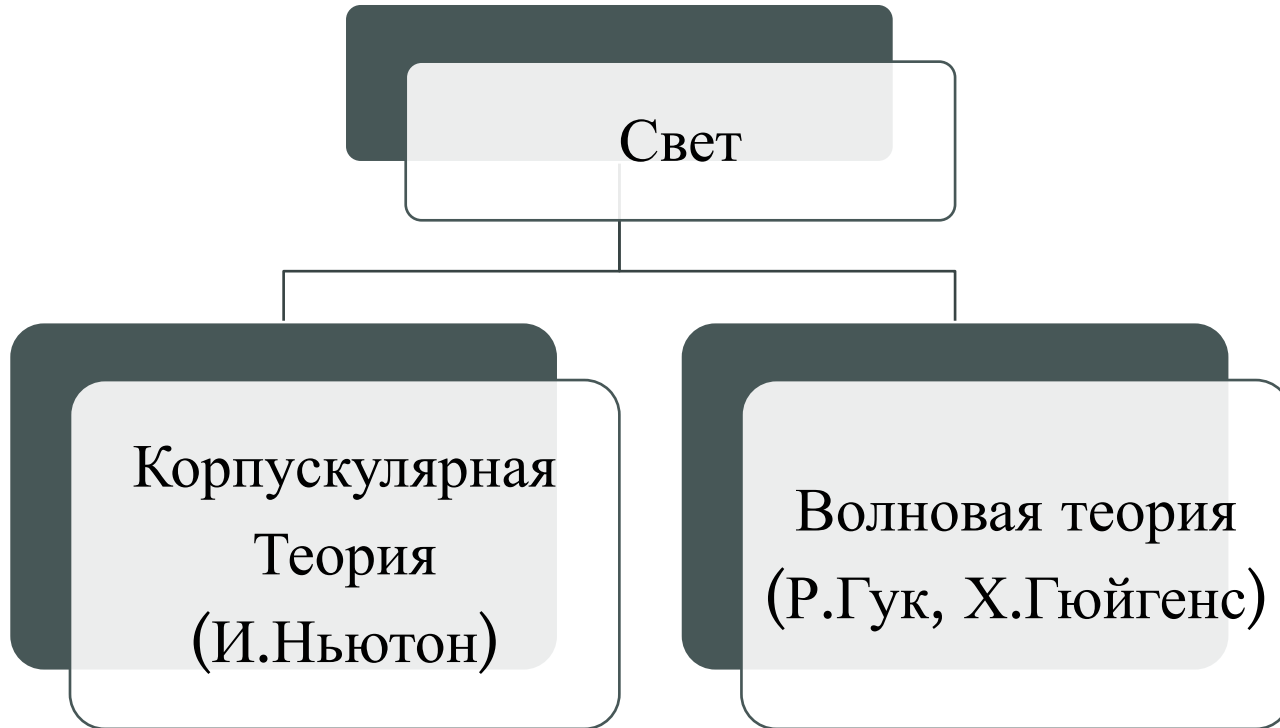 Свет
Корпускулярная
Теория
(И.Ньютон)
Волновая теория
(Р.Гук, Х.Гюйгенс)